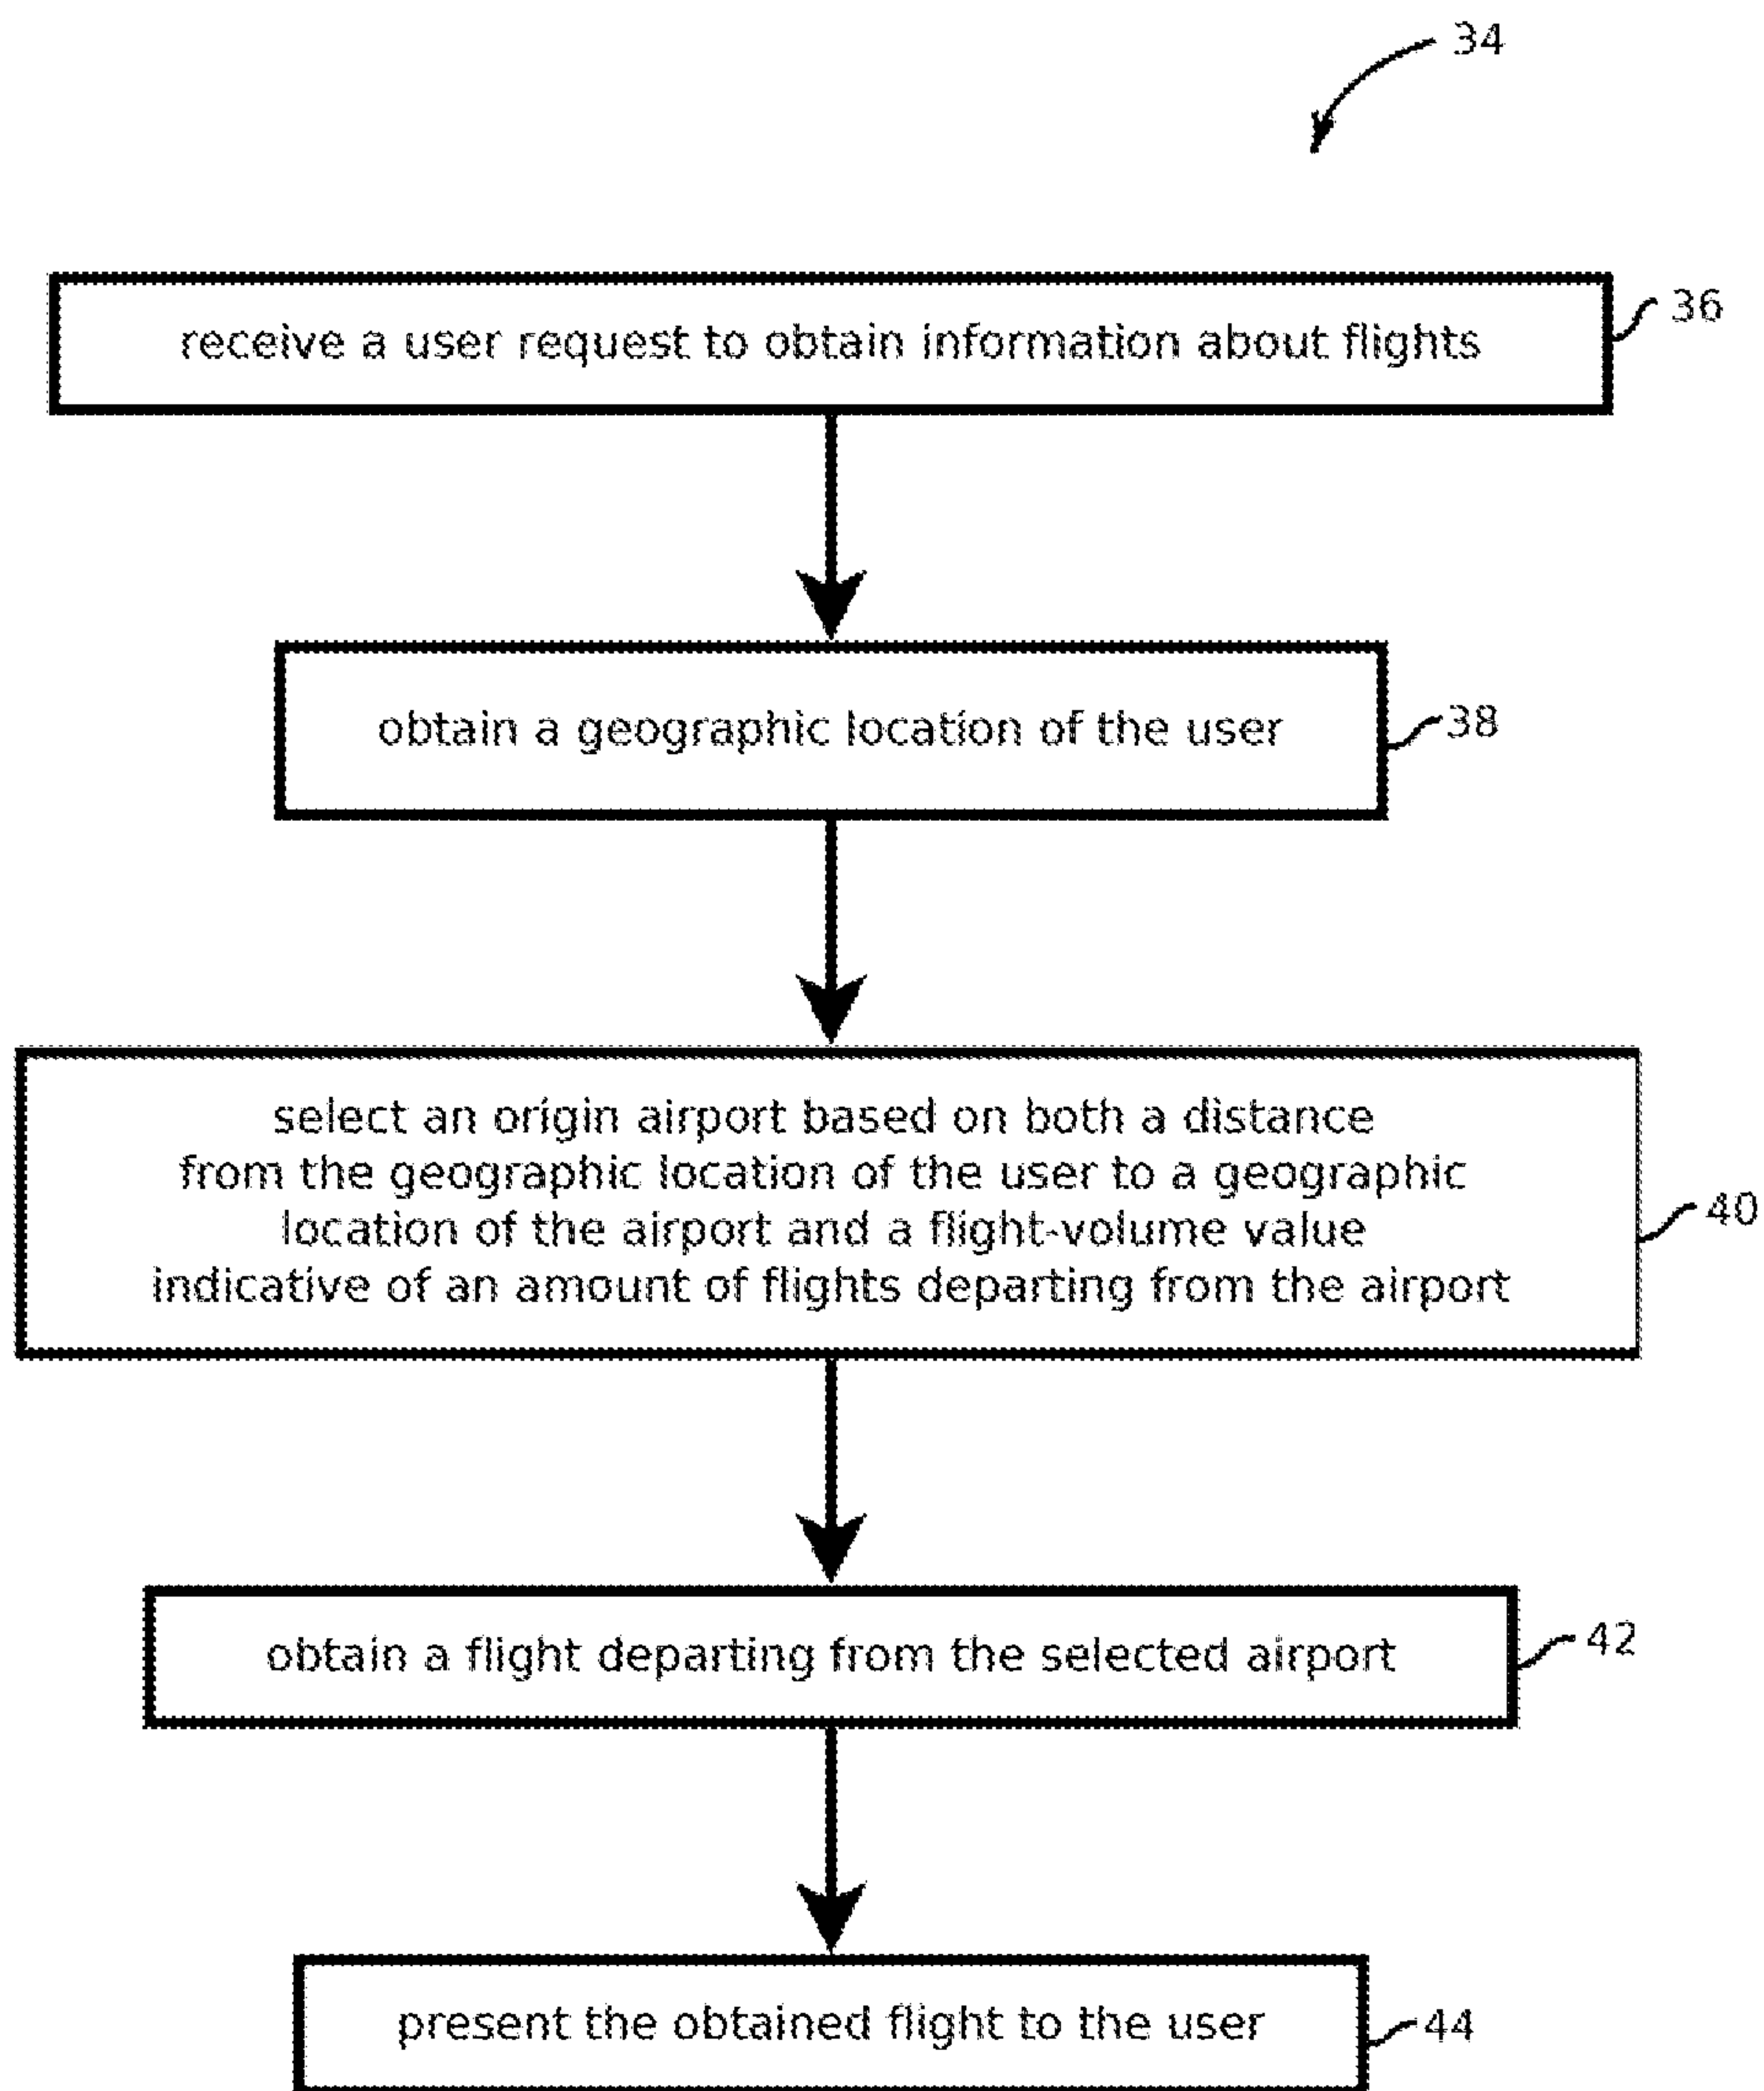 34
receive a user request to obtain information about flights
36
obtain a geographic location of the user
38
select an origin airport based on both a distance
from the geographic location of the user to a geographic
location of the airport and a flight-volume value
indicative of an amount of flights departing from the airport
40
obtain a flight departing from the selected airport
42
present the obtained flight to the user
44